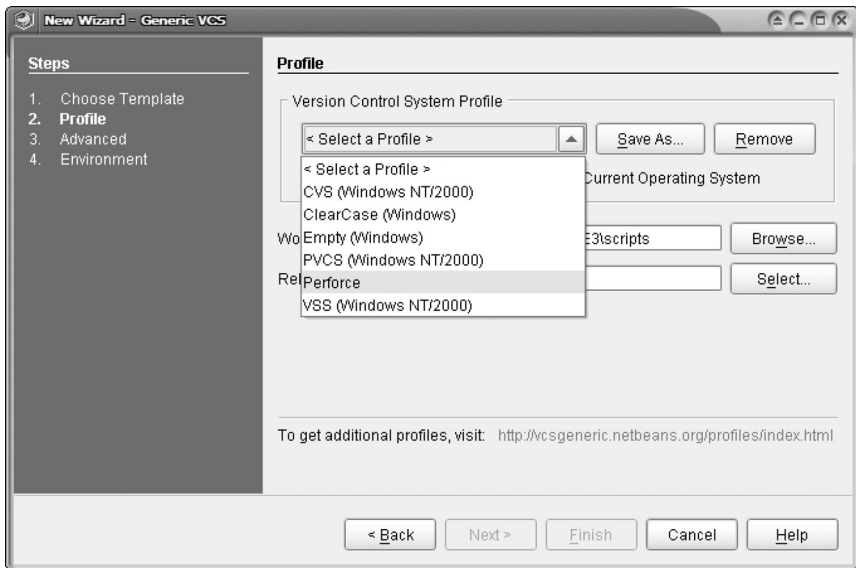 New Wizard - Generic VCS
Steps
1. Choose Template
2. Profile
3. Advanced
4. Environment
Profile
Version Control System Profile
< Select a Profile >
Save As...
Remove
< Select a Profile >
CVS (Windows NT/2000)
ClearCase (Windows)
Empty (Windows)
PVCS (Windows NT/2000)
Perforce
VSS (Windows NT/2000)
Current Operating System
Wo
E3\scripts
Browse...
Rel
Select...
To get additional profiles, visit: http://vcsgeneric.netbeans.org/profiles/index.html
< Back
Next >
Finish
Cancel
Help